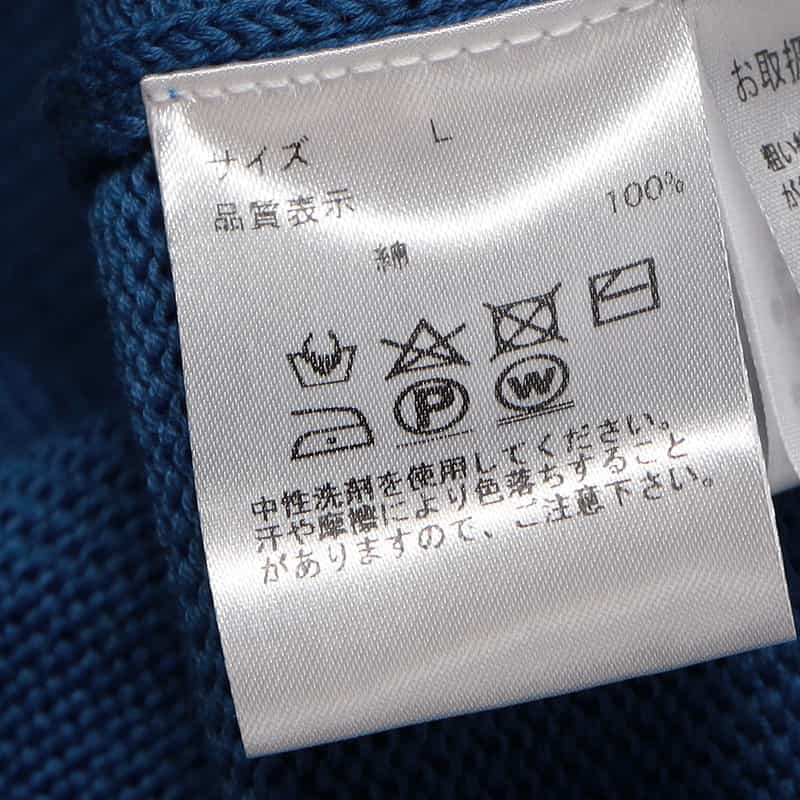 サイズ L
品質表示
綿 100%
P W
中性洗剤を使用してください。
汗や摩擦により色落ちすること
がありますので、ご注意下さい。
お取扱
粗い
が